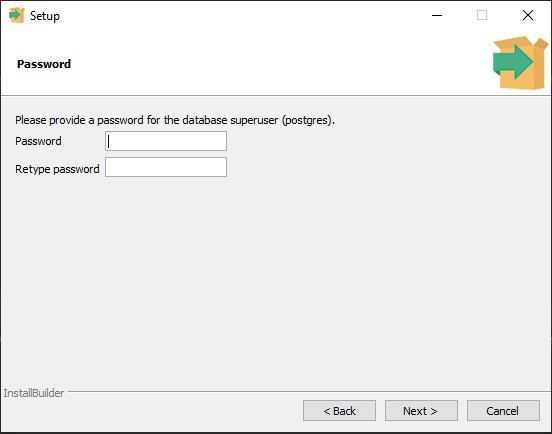 Setup
Password
Please provide a password for the database superuser (postgres).
Password
Retype password
InstallBuilder
< Back
Next >
Cancel